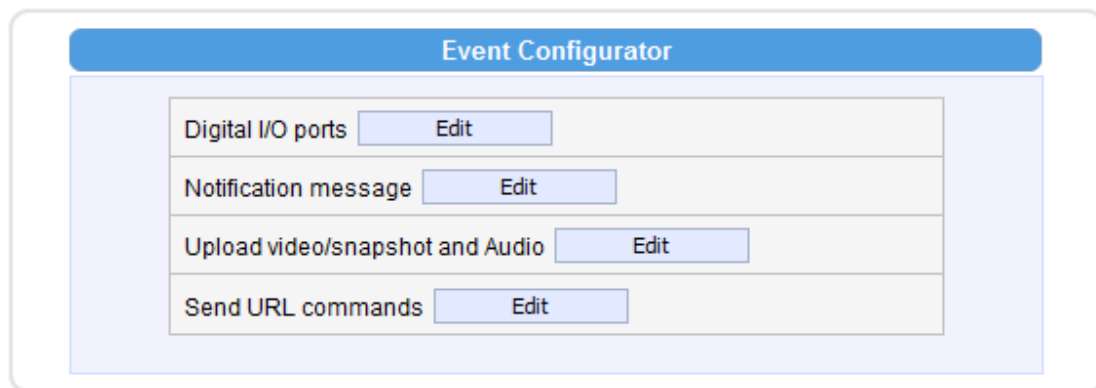 Event Configurator
Digital I/O ports Edit
Notification message Edit
Upload video/snapshot and Audio Edit
Send URL commands Edit